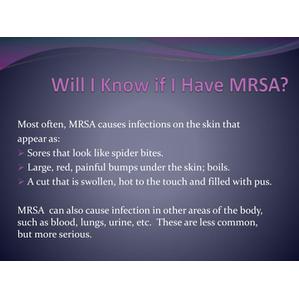 Will I Know if I Have MRSA?
Most often, MRSA causes infections on the skin that
appear as:
Sores that look like spider bites.
Large, red, painful bumps under the skin; boils.
A cut that is swollen, hot to the touch and filled with pus.
MRSA can also cause infection in other areas of the body,
such as blood, lungs, urine, etc. These are less common,
but more serious.